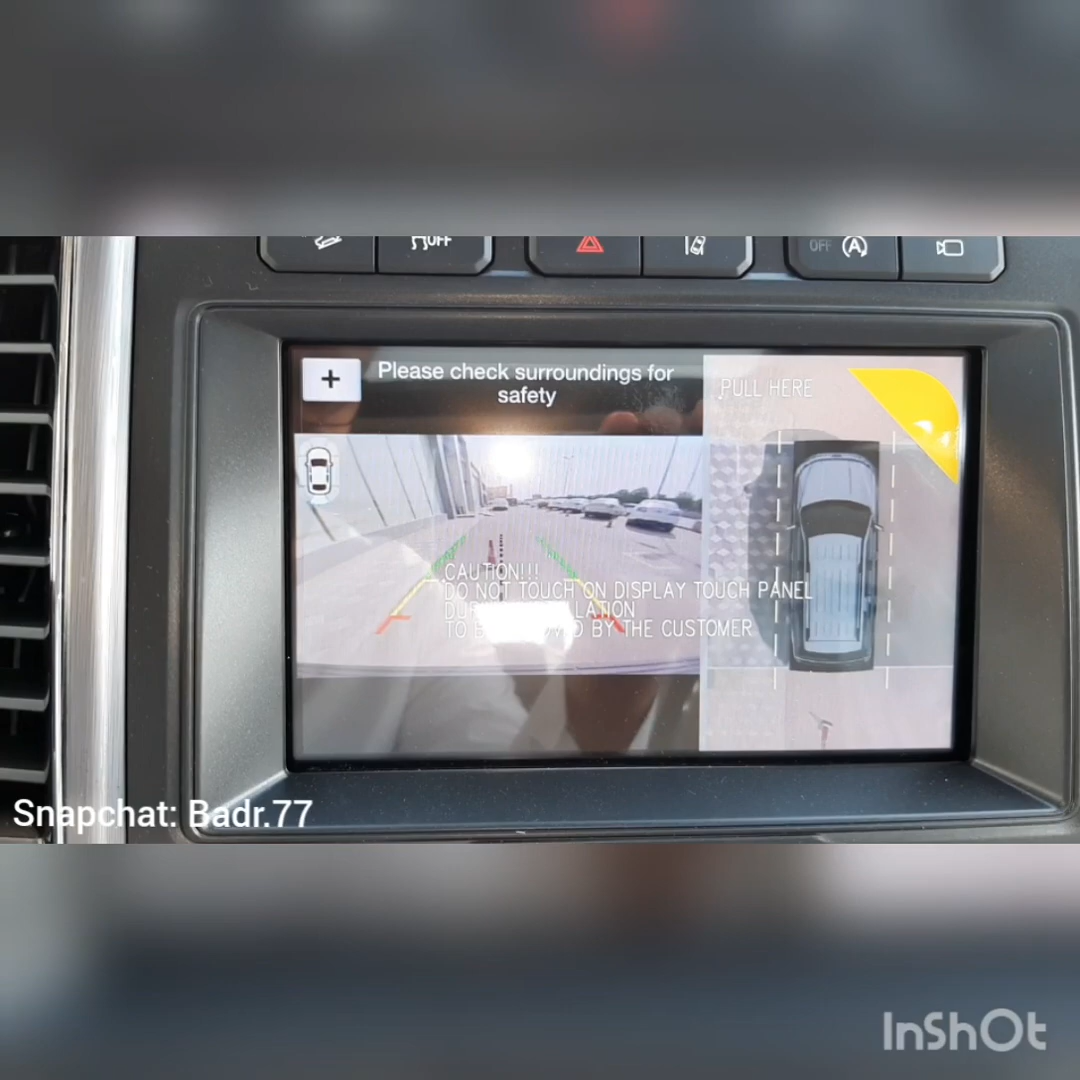 OFF
OFF
A
+
Please check surroundings for
safety
PULL HERE
CAUTION!!!
DO NOT TOUCH ON DISPLAY TOUCH PANEL
TO BY THE CUSTOMER
Snapchat: Badr.77
InShOt